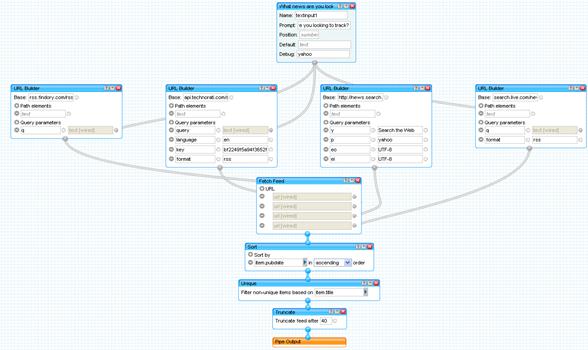 What news are you look
Name: textinput1
Prompt: e you looking to track?
Position: number
Default: text
Debug: yahoo
URL Builder
Base: rss.findory.com/rss
Path elements
text
Query parameters
q text [wired]
URL Builder
Base: api.technorati.com/s
Path elements
text
Query parameters
query text [wired]
language en
key
format rss
URL Builder
Base: http://news.search.
Path elements
text
Query parameters
y Search the Web
p yahoo
eo UTF-8
ei UTF-8
URL Builder
Base: search.live.com/ne
Path elements
text
Query parameters
q text [wired]
format rss
Fetch Feed
URL
url [wired]
url [wired]
url [wired]
url [wired]
Sort
Sort by
item.pubdate in ascending order
Unique
Filter non-unique items based on item.title
Truncate
Truncate feed after 40
Pipe Output